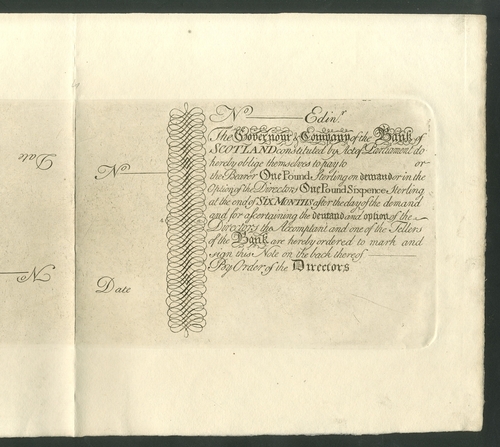 No Edinr.
The Governour & Company of the Bank of
SCOTLAND constituted by Act of Parliament do
hereby oblige themselves to pay to or
the Bearer One Pound Sterling on demand or in the
Option of the Directors One Pound Sixpence Sterling
at the end of SIX MONTHS after the day of the demand
and for ascertaining the demand and option of the
Directors the Accomptant and one of the Tellers
of the Bank are hereby ordered to mark and
sign this Note on the back thereof
By Order of the Directors
No
Date
Date
No